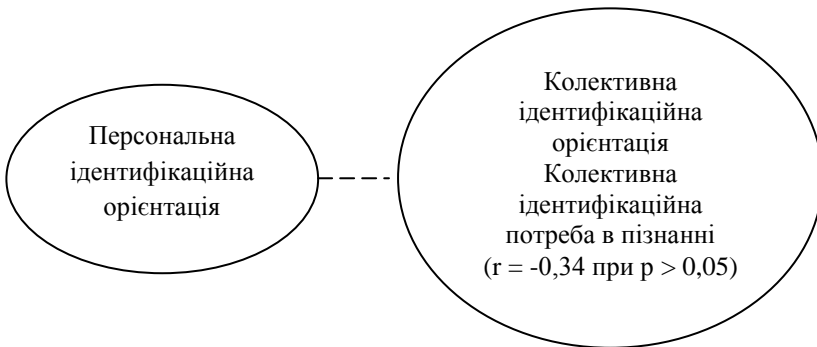 Персональна
ідентифікаційна
орієнтація
Колективна
ідентифікаційна
орієнтація
Колективна
ідентифікаційна
потреба в пізнанні
(r = -0,34 при p > 0,05)